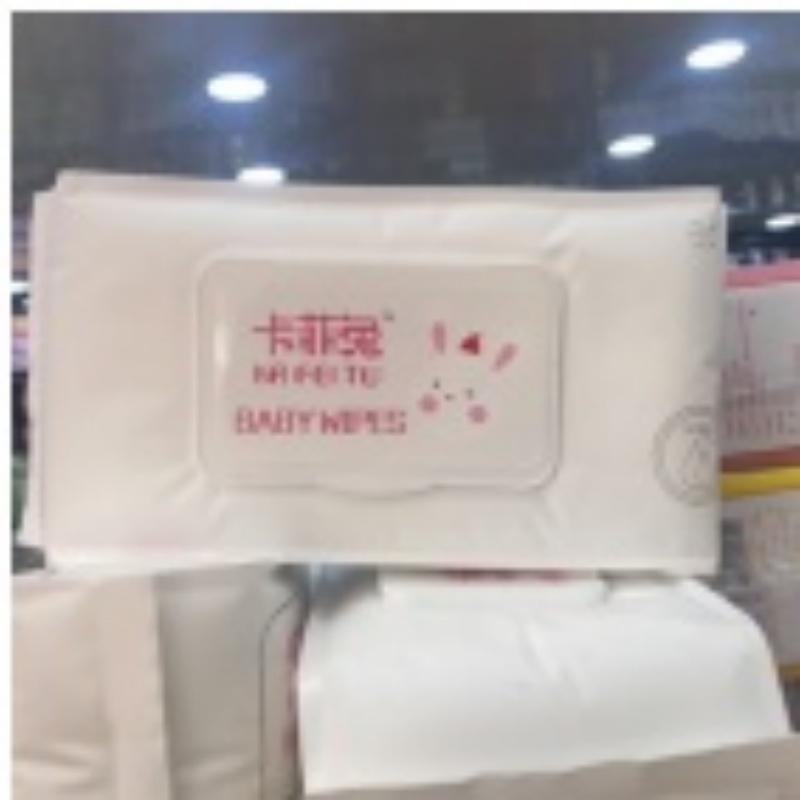 卡菲兔
KA FEI TU
BABY WIPES